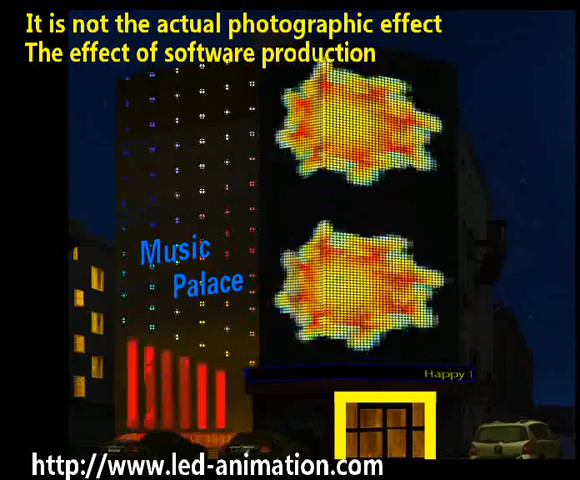 It is not the actual photographic effect
The effect of software production
Music
Palace
Happy
http://www.led-animation.com